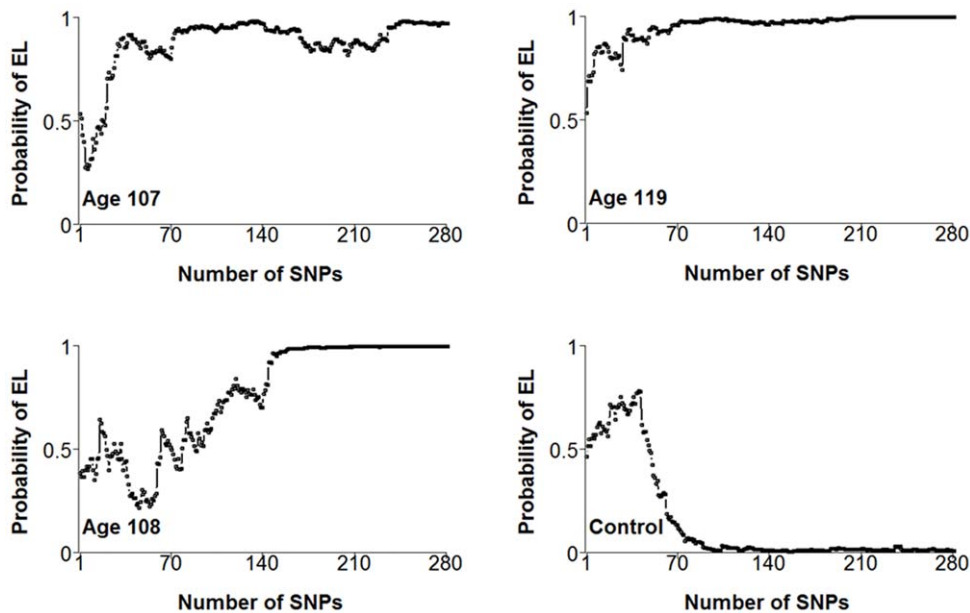 Probability of EL
1
0.5
0
Age 107
1 70 140 210 280
Number of SNPs
Probability of EL
1
0.5
0
Age 119
1 70 140 210 280
Number of SNPs
Probability of EL
1
0.5
0
Age 108
1 70 140 210 280
Number of SNPs
Probability of EL
1
0.5
0
Control
1 70 140 210 280
Number of SNPs